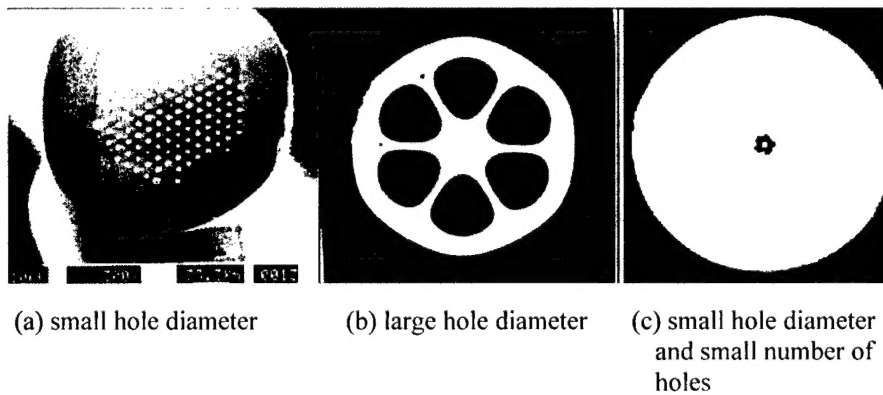 (a) small hole diameter
(b) large hole diameter
(c) small hole diameter
and small number of
holes